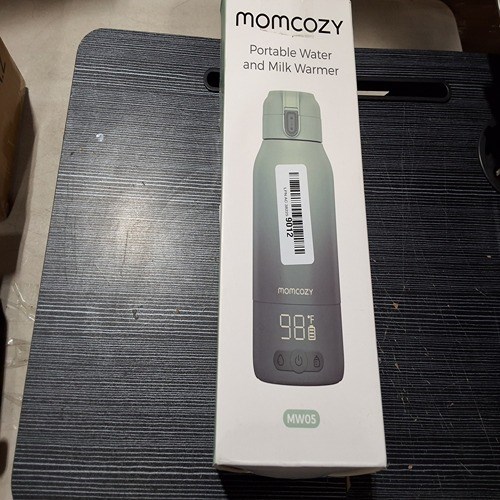 momcozy
Portable Water
and Milk Warmer
9012
momcozy
98°F
MW05